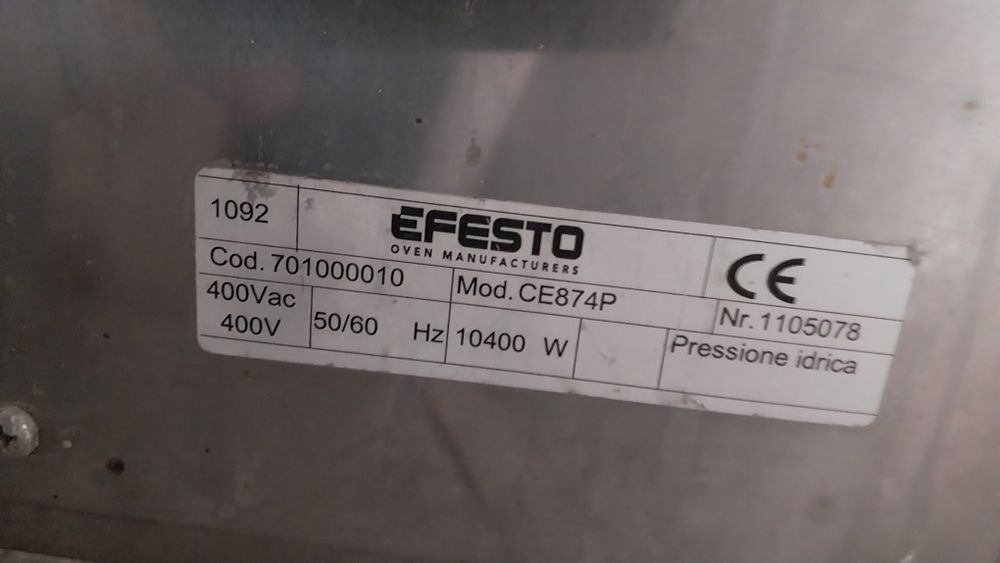 1092
EFESTO
OVEN MANUFACTURERS
CE
Cod. 701000010
Mod. CE874P
Nr. 1105078
400Vac
400V
50/60 Hz
10400 W
Pressione idrica